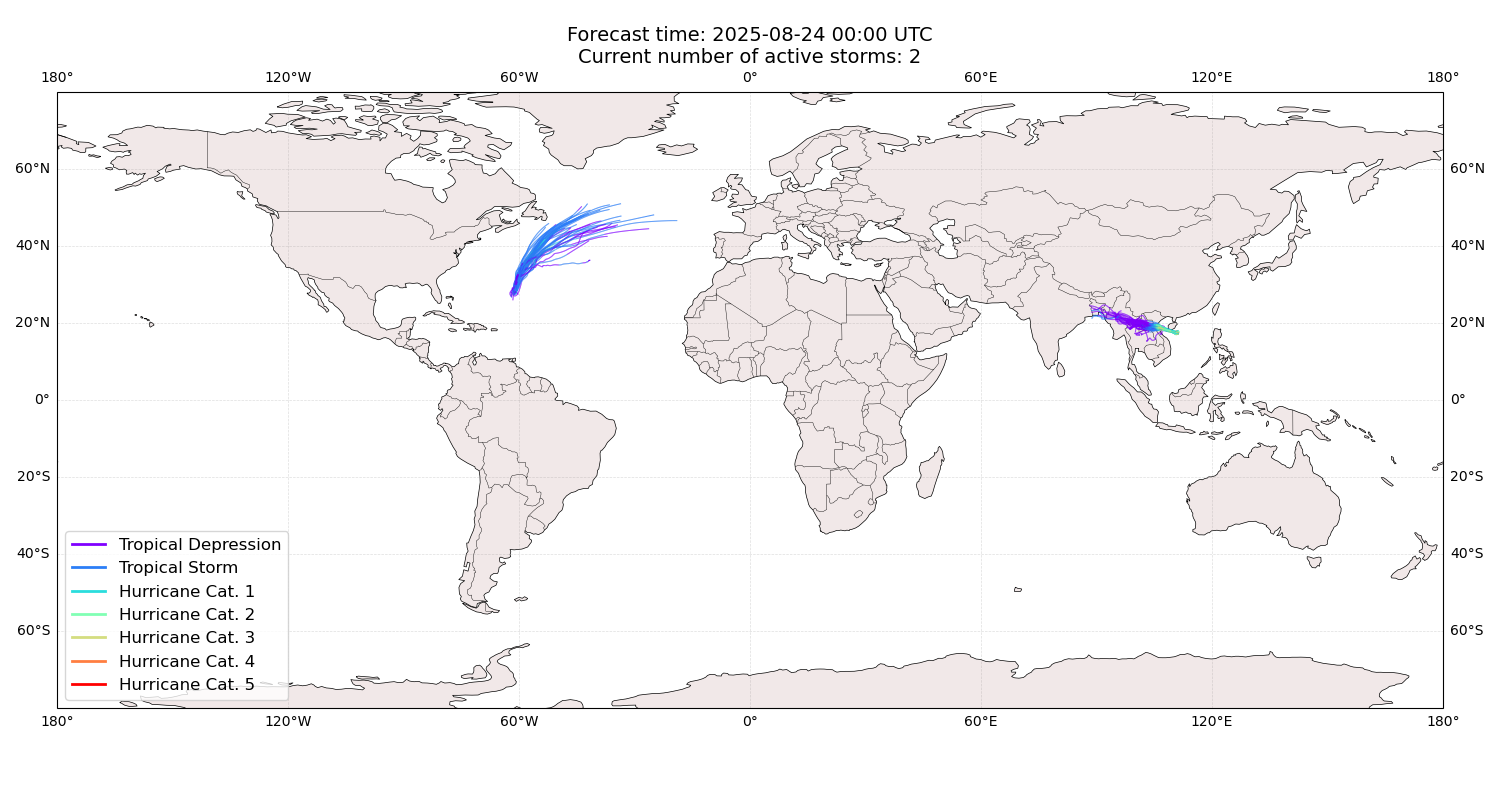 Forecast time: 2025-08-24 00:00 UTC
Current number of active storms: 2
180° 120°W 60°W 0° 60°E 120°E 180°
60°N 60°N
40°N 40°N
20°N 20°N
0° 0°
20°S 20°S
40°S 40°S
60°S 60°S
Tropical Depression
Tropical Storm
Hurricane Cat. 1
Hurricane Cat. 2
Hurricane Cat. 3
Hurricane Cat. 4
Hurricane Cat. 5
180° 120°W 60°W 0° 60°E 120°E 180°